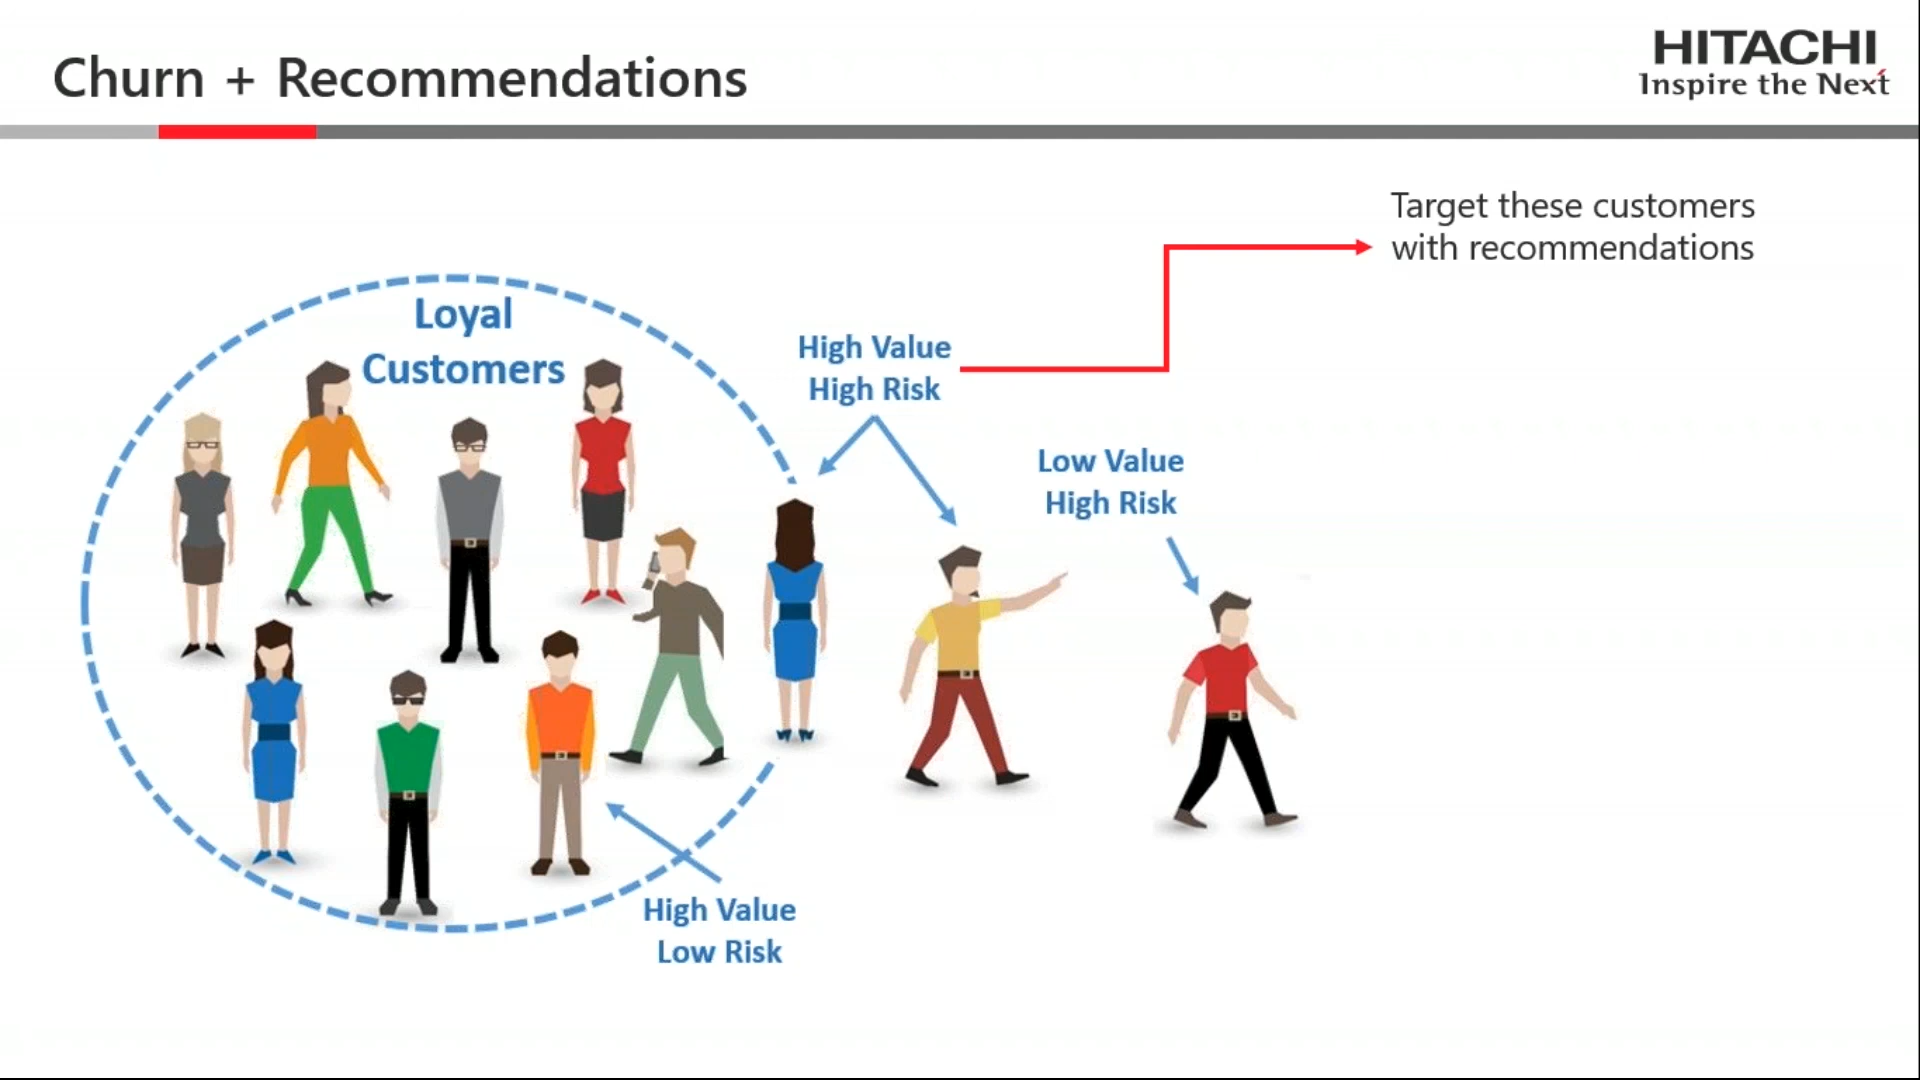 Churn + Recommendations
HITACHI
Inspire the Next
Target these customers
with recommendations
Loyal
Customers
High Value
High Risk
Low Value
High Risk
High Value
Low Risk